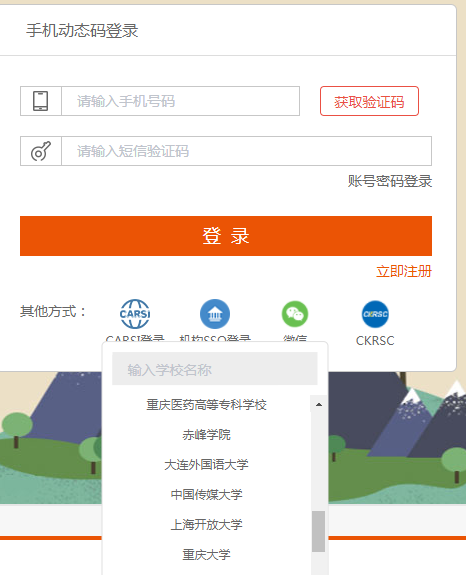 手机动态码登录
请输入手机号码
获取验证码
请输入短信验证码
账号密码登录
登 录
立即注册
其他方式：
CARSI
CKRSC
CARSI登录 机构SSO登录 微信 CKRSC
输入学校名称
重庆医药高等专科学校
赤峰学院
大连外国语大学
中国传媒大学
上海开放大学
重庆大学